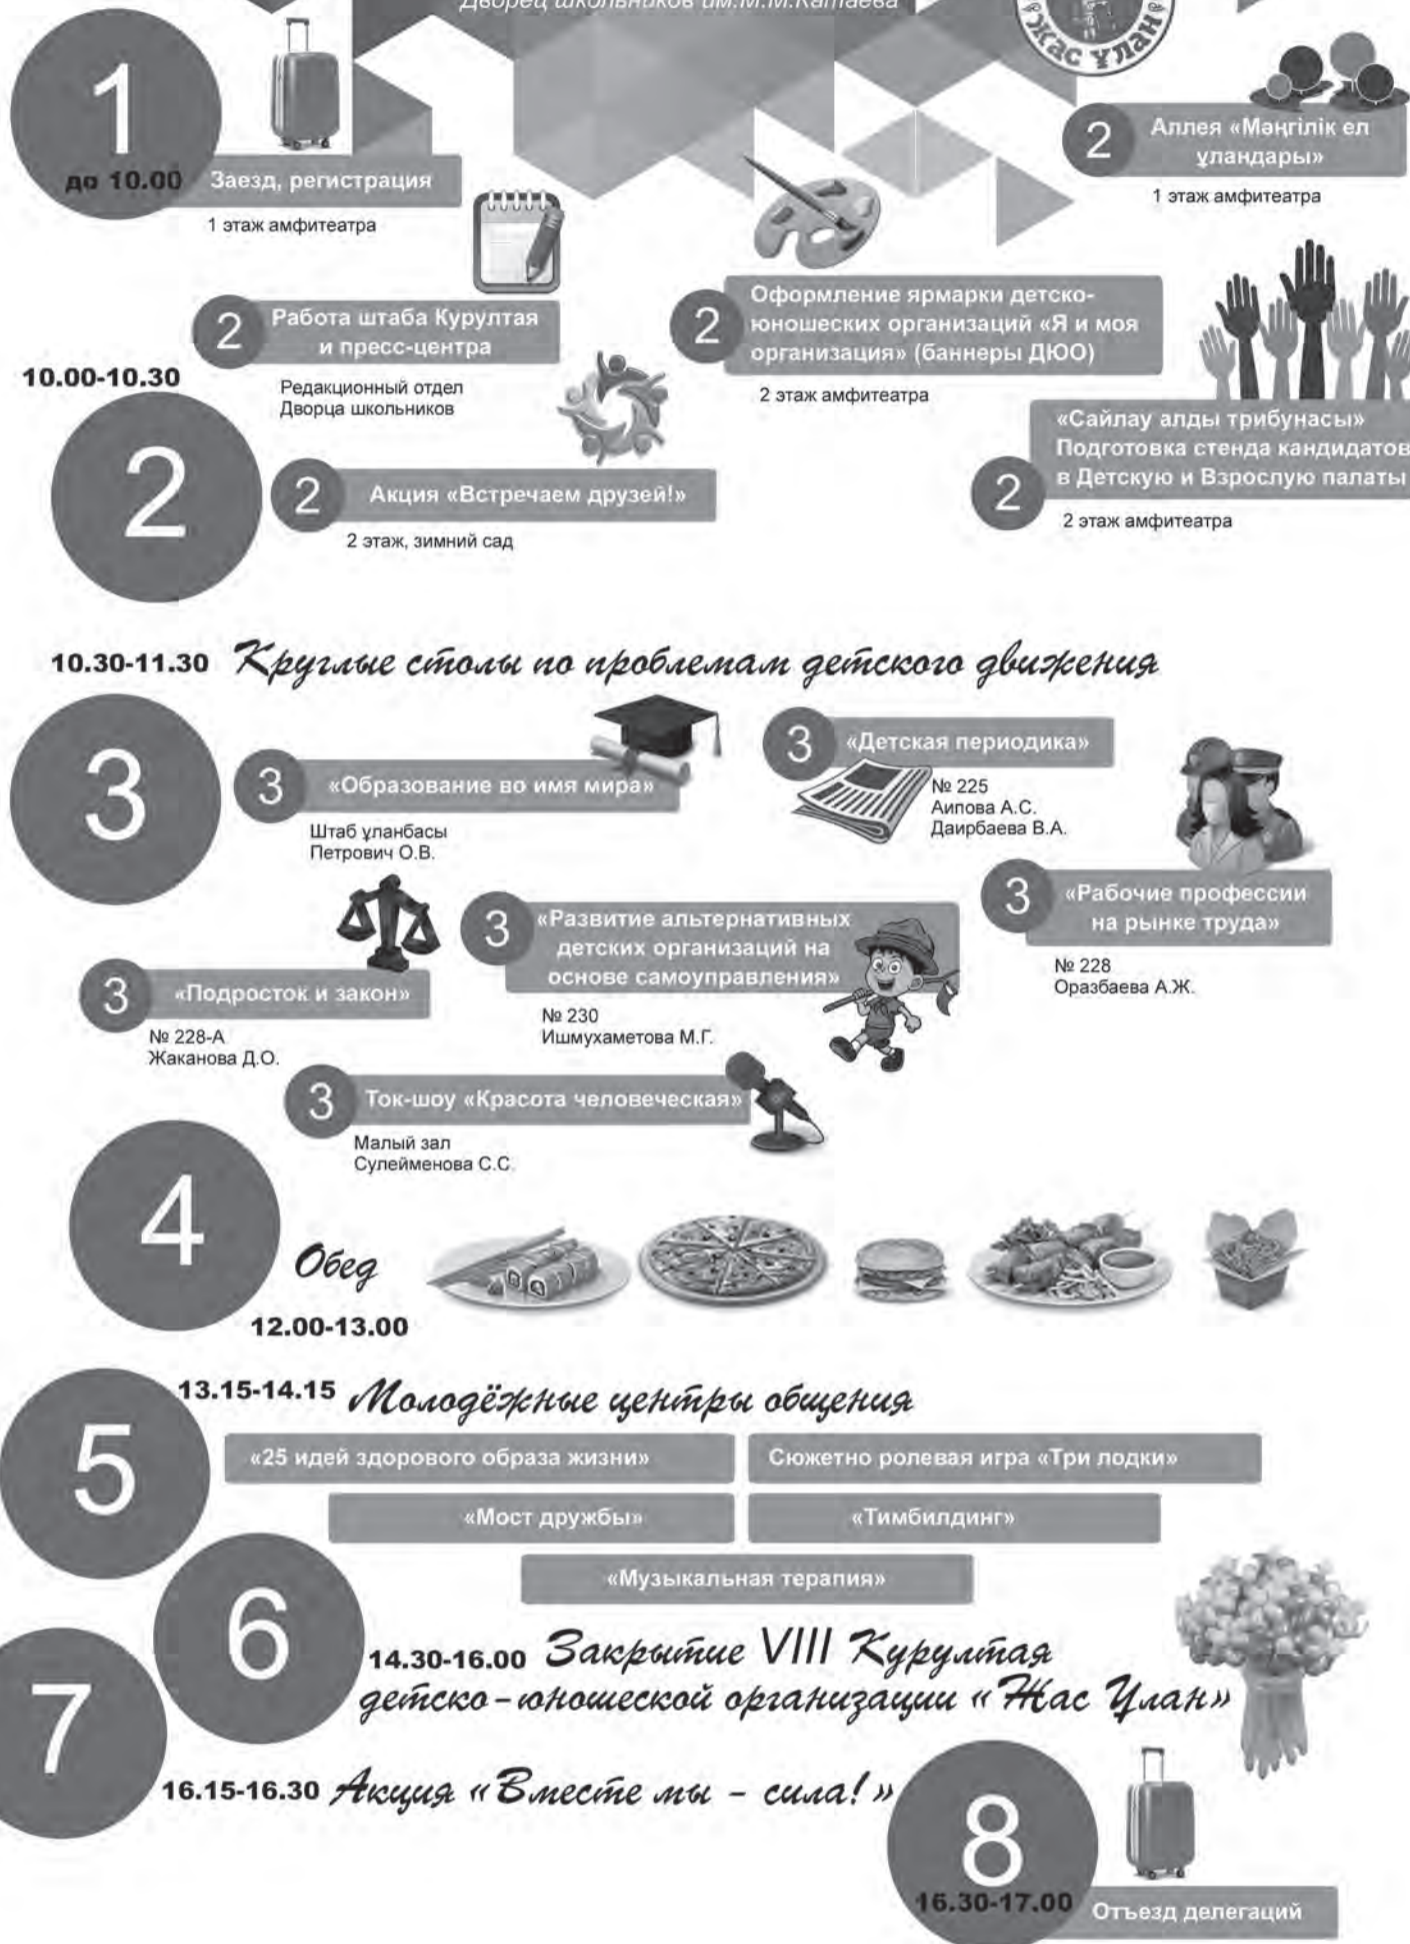 Дворец школьников им.М.М.Катаева
Жас Ұлан
1
до 10.00
Заезд, регистрация
1 этаж амфитеатра
2
Аллея «Мәңгілік ел
ұландары»
1 этаж амфитеатра
10.00-10.30
2
2
Работа штаба Курултая
и пресс-центра
Редакционный отдел
Дворца школьников
2
Оформление ярмарки детско-
юношеских организаций «Я и моя
организация» (баннеры ДЮО)
2 этаж амфитеатра
2
Акция «Встречаем друзей!»
2 этаж, зимний сад
2
«Сайлау алды трибунасы»
Подготовка стенда кандидатов
в Детскую и Взрослую палаты
2 этаж амфитеатра
10.30-11.30 Круглые столы по проблемам детского движения
3
3
«Образование во имя мира»
Штаб ұланбасы
Петрович О.В.
3
«Детская периодика»
№ 225
Аипова А.С.
Даирбаева В.А.
3
«Подросток и закон»
№ 228-А
Жаканова Д.О.
3
«Развитие альтернативных
детских организаций на
основе самоуправления»
№ 230
Ишмухаметова М.Г.
3
«Рабочие профессии
на рынке труда»
№ 228
Оразбаева А.Ж.
3
Ток-шоу «Красота человеческая»
Малый зал
Сулейменова С.С.
4
Обед
12.00-13.00
5
13.15-14.15 Молодёжные центры общения
«25 идей здорового образа жизни»
Сюжетно ролевая игра «Три лодки»
«Мост дружбы»
«Тимбилдинг»
«Музыкальная терапия»
6
14.30-16.00 Закрытие VIII Курултая
детско-юношеской организации «Жас Ұлан»
7
16.15-16.30 Акция «Вместе мы - сила!»
8
16.30-17.00
Отъезд делегаций